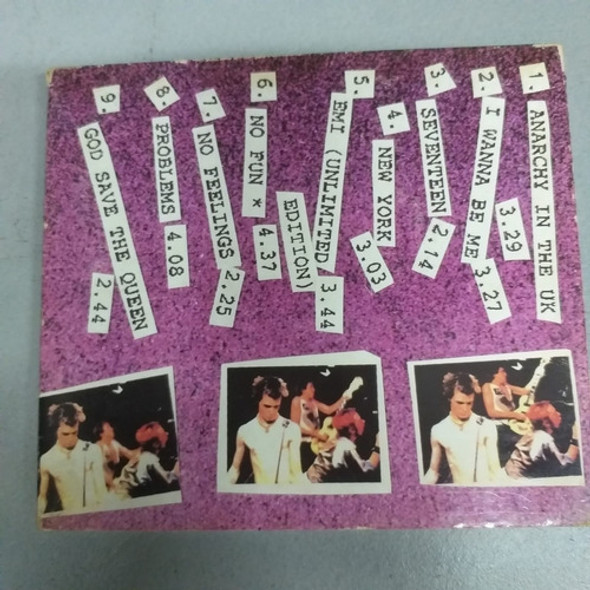 1. ANARCHY IN THE UK 3.29
2. I WANNA BE ME 3.27
3. SEVENTEEN 2.14
4. NEW YORK 3.03
5. EMI (UNLIMITED
EDITION) 3.44
6. NO FUN * 4.37
7. NO FEELINGS 2.25
8. PROBLEMS 4.08
9. GOD SAVE THE QUEEN 2.44